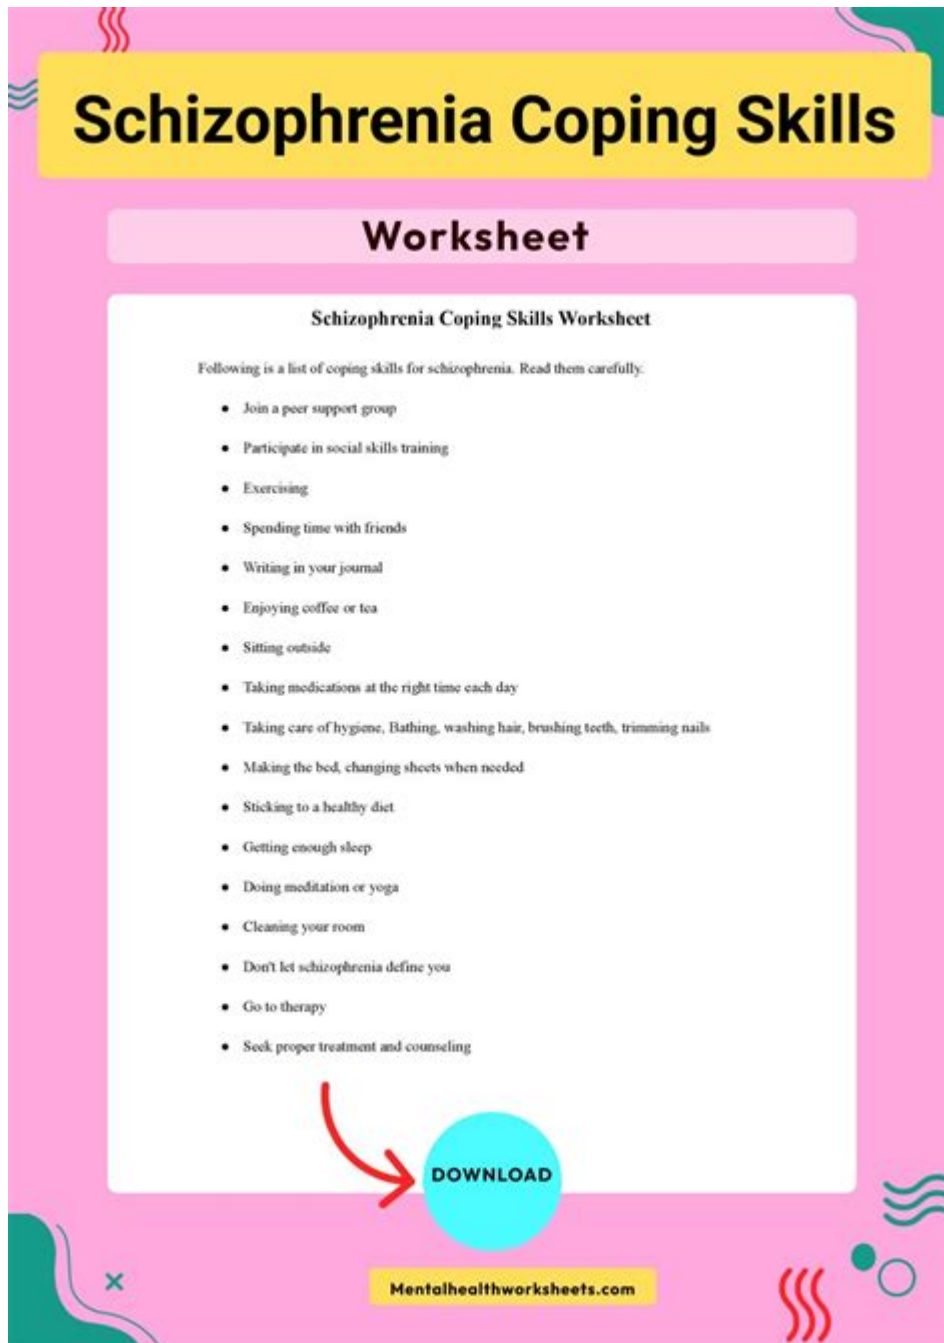 Schizophrenia Coping Skills
Worksheet
Schizophrenia Coping Skills Worksheet
Following is a list of coping skills for schizophrenia. Read them carefully.
● Join a peer support group
● Participate in social skills training
● Exercising
● Spending time with friends
● Writing in your journal
● Enjoying coffee or tea
● Sitting outside
● Taking medications at the right time each day
● Taking care of hygiene, Bathing, washing hair, brushing teeth, trimming nails
● Making the bed, changing sheets when needed
● Sticking to a healthy diet
● Getting enough sleep
● Doing meditation or yoga
● Cleaning your room
● Don't let schizophrenia define you
● Go to therapy
● Seek proper treatment and counseling
DOWNLOAD
Mentalhealthworksheets.com